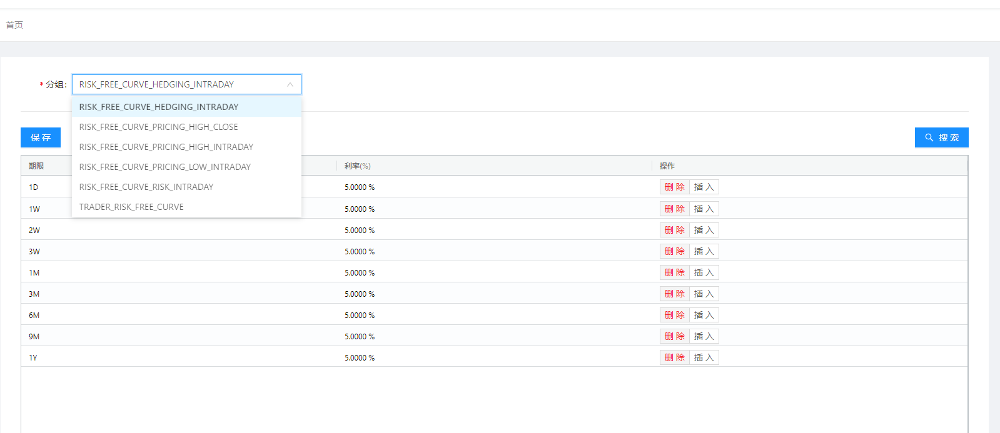 首页
* 分组: RISK_FREE_CURVE_HEDGING_INTRADAY
RISK_FREE_CURVE_HEDGING_INTRADAY
RISK_FREE_CURVE_PRICING_HIGH_CLOSE
RISK_FREE_CURVE_PRICING_HIGH_INTRADAY
RISK_FREE_CURVE_PRICING_LOW_INTRADAY
RISK_FREE_CURVE_RISK_INTRADAY
TRADER_RISK_FREE_CURVE
保 存 搜 索
期限 利率(%) 操作
1D 5.0000 % 删 除 插 入
1W 5.0000 % 删 除 插 入
2W 5.0000 % 删 除 插 入
3W 5.0000 % 删 除 插 入
1M 5.0000 % 删 除 插 入
3M 5.0000 % 删 除 插 入
6M 5.0000 % 删 除 插 入
9M 5.0000 % 删 除 插 入
1Y 5.0000 % 删 除 插 入